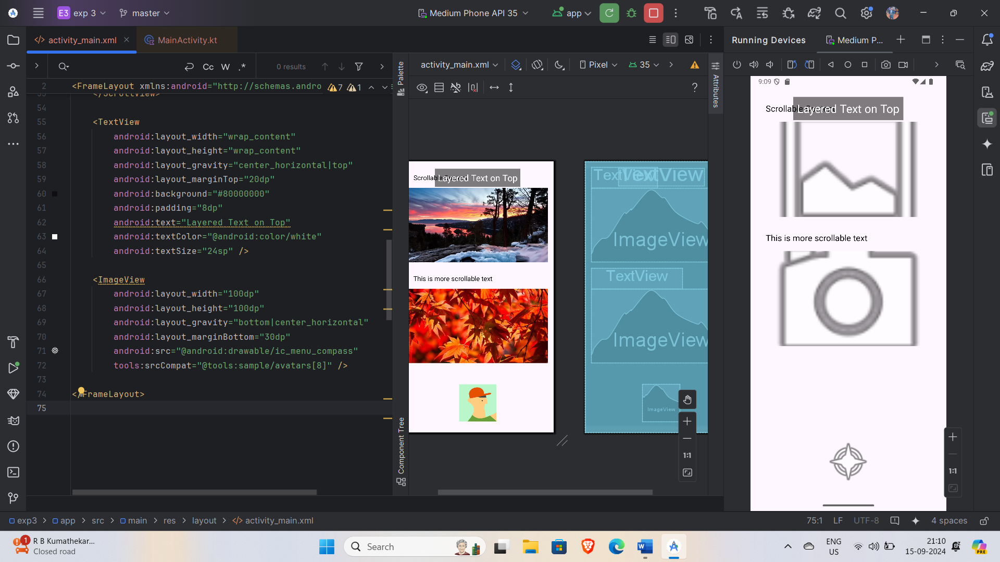 E3 exp 3
master
Medium Phone API 35
app
activity_main.xml
MainActivity.kt
Running Devices
Medium P...
Cc W .*
0 results
Palette
activity_main.xml
Pixel
35
Attributes
2 <FrameLayout xmlns:android="http://schemas.andro
7 1
</ScrollView>
54
55 <TextView
56 android:layout_width="wrap_content"
57 android:layout_height="wrap_content"
58 android:layout_gravity="center_horizontal|top"
59 android:layout_marginTop="20dp"
60 android:background="#80000000"
61 android:padding="8dp"
62 android:text="Layered Text on Top"
63 android:textColor="@android:color/white"
64 android:textSize="24sp" />
65
66 <ImageView
67 android:layout_width="100dp"
68 android:layout_height="100dp"
69 android:layout_gravity="bottom|center_horizontal"
70 android:layout_marginBottom="30dp"
71 android:src="@android:drawable/ic_menu_compass"
72 tools:srcCompat="@tools:sample/avatars[8]" />
73
74 </FrameLayout>
75
Component Tree
?
Layered Text on Top
This is more scrollable text
TextView
TextView
ImageView
TextView
ImageView
ImageView
1:1
9:09
Layered Text on Top
This is more scrollable text
1:1
exp3 > app > src > main > res > layout > activity_main.xml
75:1 LF UTF-8 4 spaces
1
R B Kumathekar...
Closed road
Search
ENG
US
21:10
15-09-2024
PRE